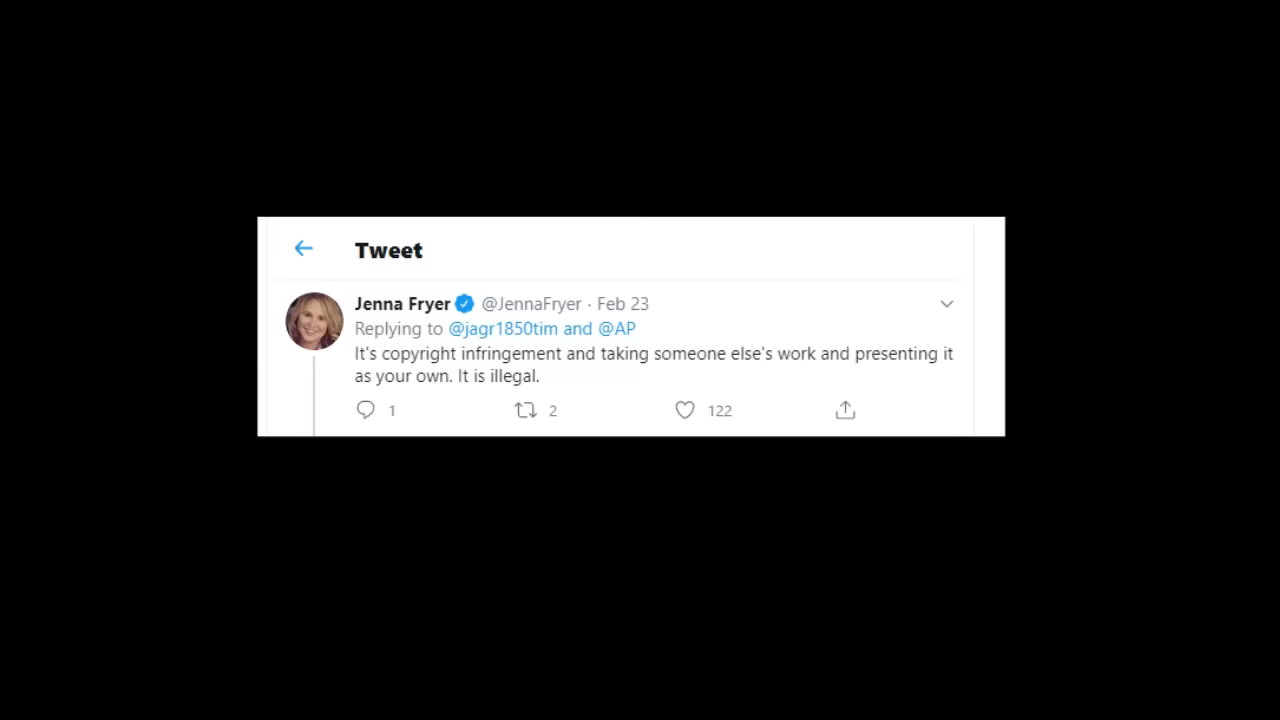 Tweet
Jenna Fryer @JennaFryer · Feb 23
Replying to @jagr1850tim and @AP
It's copyright infringement and taking someone else's work and presenting it
as your own. It is illegal.
1 2 122